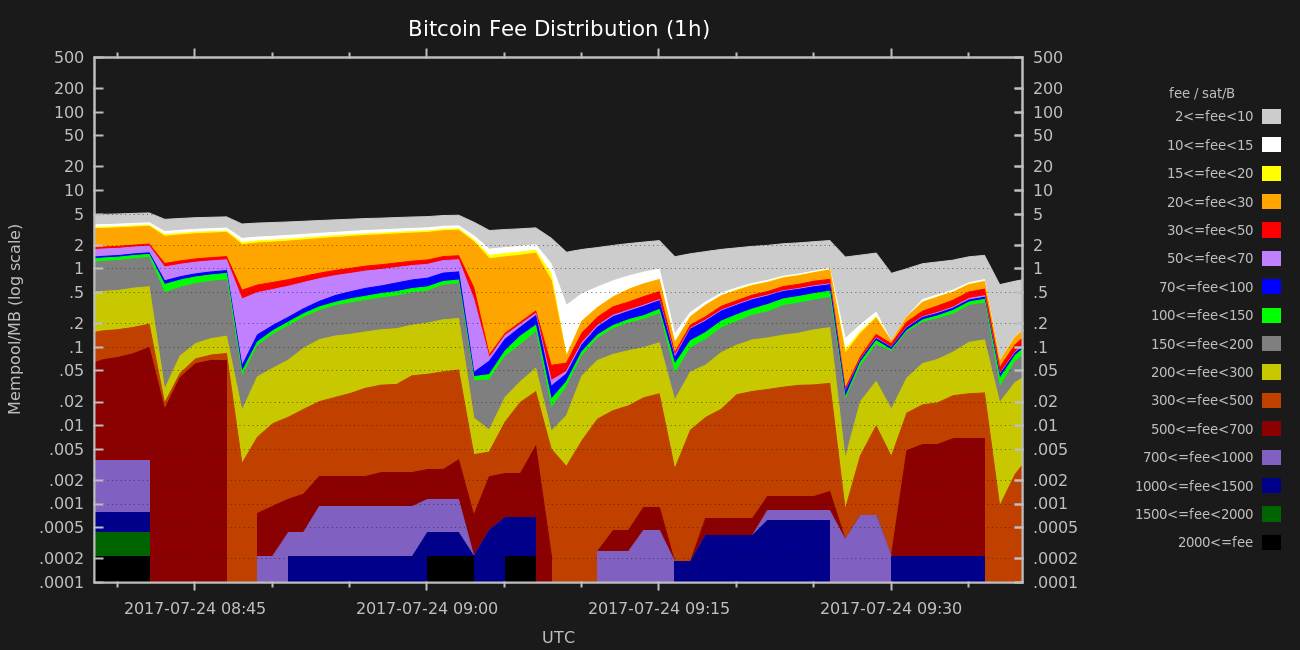 Bitcoin Fee Distribution (1h)
500 500
200 200
100 100
50 50
20 20
10 10
5 5
2 2
1 1
.5 .5
.2 .2
.1 .1
.05 .05
.02 .02
.01 .01
.005 .005
.002 .002
.001 .001
.0005 .0005
.0002 .0002
.0001 .0001
Mempool/MB (log scale)
2017-07-24 08:45 2017-07-24 09:00 2017-07-24 09:15 2017-07-24 09:30
UTC
fee / sat/B
2<=fee<10
10<=fee<15
15<=fee<20
20<=fee<30
30<=fee<50
50<=fee<70
70<=fee<100
100<=fee<150
150<=fee<200
200<=fee<300
300<=fee<500
500<=fee<700
700<=fee<1000
1000<=fee<1500
1500<=fee<2000
2000<=fee